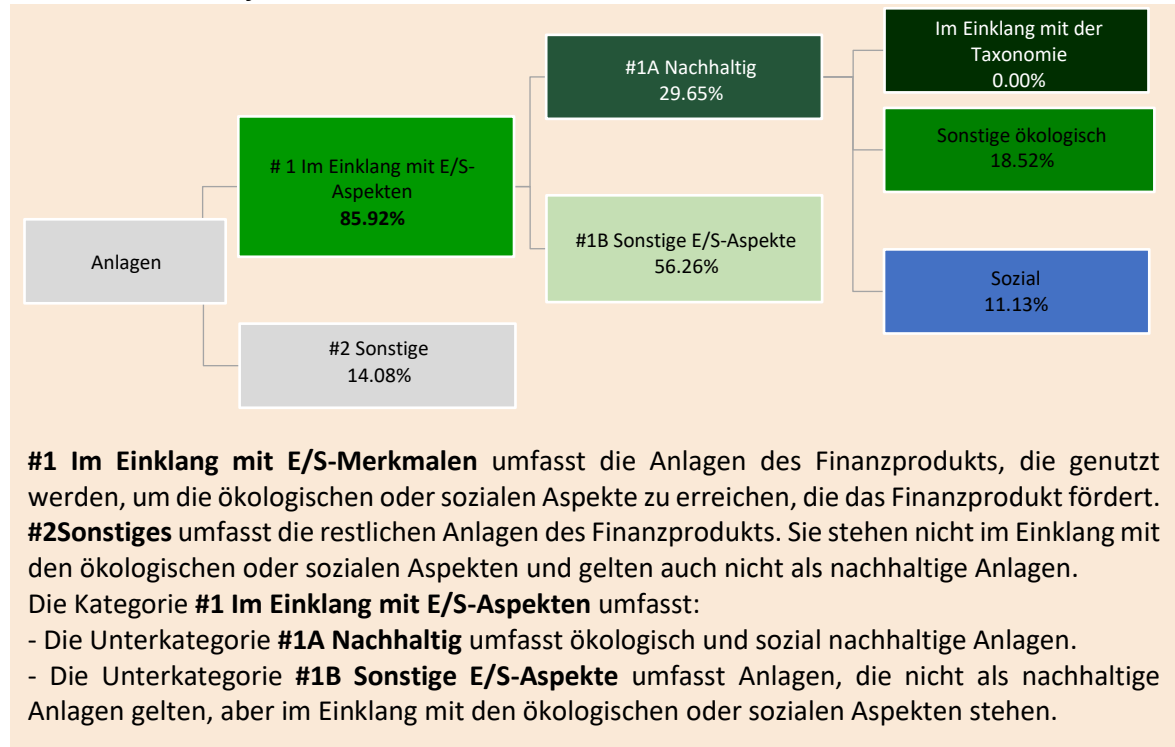 Im Einklang mit der
Taxonomie
0.00%
#1A Nachhaltig
29.65%
Sonstige ökologisch
18.52%
# 1 Im Einklang mit E/S-
Aspekten
85.92%
#1B Sonstige E/S-Aspekte
56.26%
Anlagen
Sozial
11.13%
#2 Sonstige
14.08%
#1 Im Einklang mit E/S-Merkmalen umfasst die Anlagen des Finanzprodukts, die genutzt
werden, um die ökologischen oder sozialen Aspekte zu erreichen, die das Finanzprodukt fördert.
#2Sonstiges umfasst die restlichen Anlagen des Finanzprodukts. Sie stehen nicht im Einklang mit
den ökologischen oder sozialen Aspekten und gelten auch nicht als nachhaltige Anlagen.
Die Kategorie #1 Im Einklang mit E/S-Aspekten umfasst:
- Die Unterkategorie #1A Nachhaltig umfasst ökologisch und sozial nachhaltige Anlagen.
- Die Unterkategorie #1B Sonstige E/S-Aspekte umfasst Anlagen, die nicht als nachhaltige
Anlagen gelten, aber im Einklang mit den ökologischen oder sozialen Aspekten stehen.